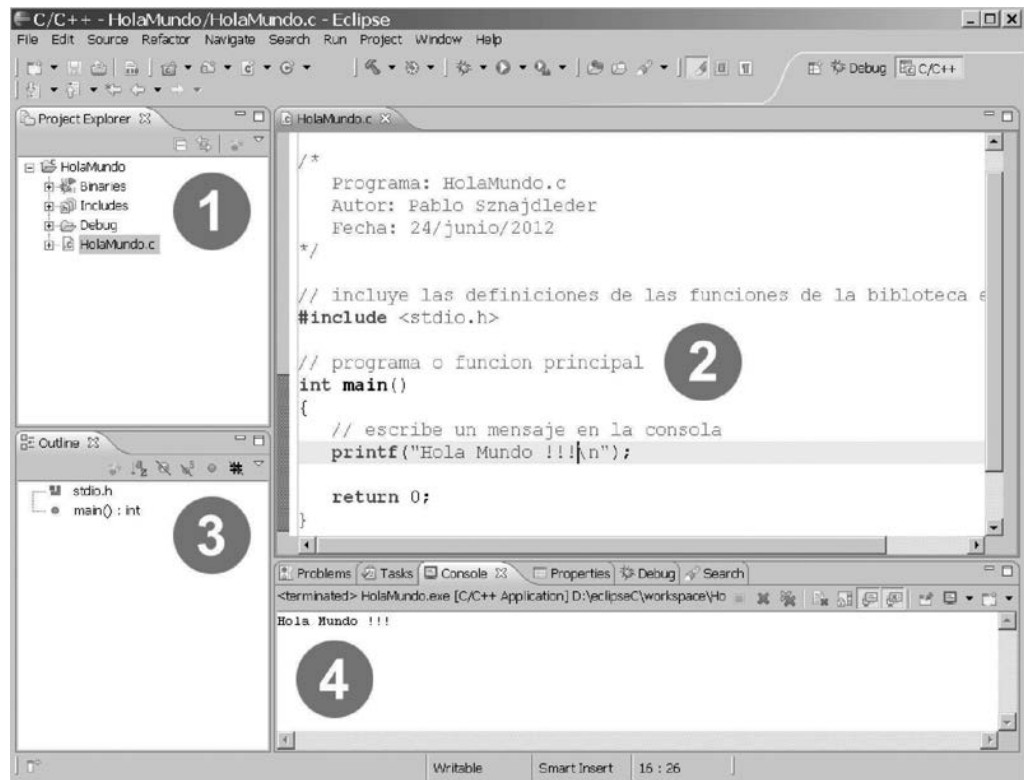 C/C++ - HolaMundo/HolaMundo.c - Eclipse
File Edit Source Refactor Navigate Search Run Project Window Help
Debug C/C++
Project Explorer
HolaMundo
Binaries
Includes
Debug
HolaMundo.c
1
HolaMundo.c
/*
Programa: HolaMundo.c
Autor: Pablo Sznajdleder
Fecha: 24/junio/2012
*/
// incluye las definiciones de las funciones de la bibloteca e
#include <stdio.h>
// programa o funcion principal
int main()
{
// escribe un mensaje en la consola
printf("Hola Mundo !!!\n");
return 0;
}
2
Outline
stdio.h
main() : int
3
Problems Tasks Console Properties Debug Search
<terminated> HolaMundo.exe [C/C++ Application] D:\eclipseC\workspace\Ho
Hola Mundo !!!
4
Writable Smart Insert 16 : 26